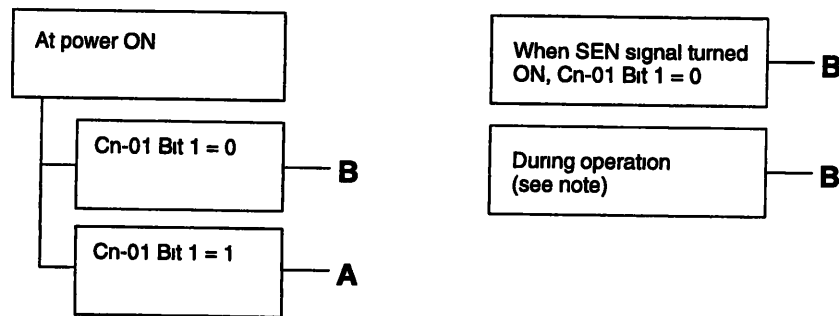 At power ON
Cn-01 Bit 1 = 0
B
Cn-01 Bit 1 = 1
A
When SEN signal turned
ON, Cn-01 Bit 1 = 0
B
During operation
(see note)
B